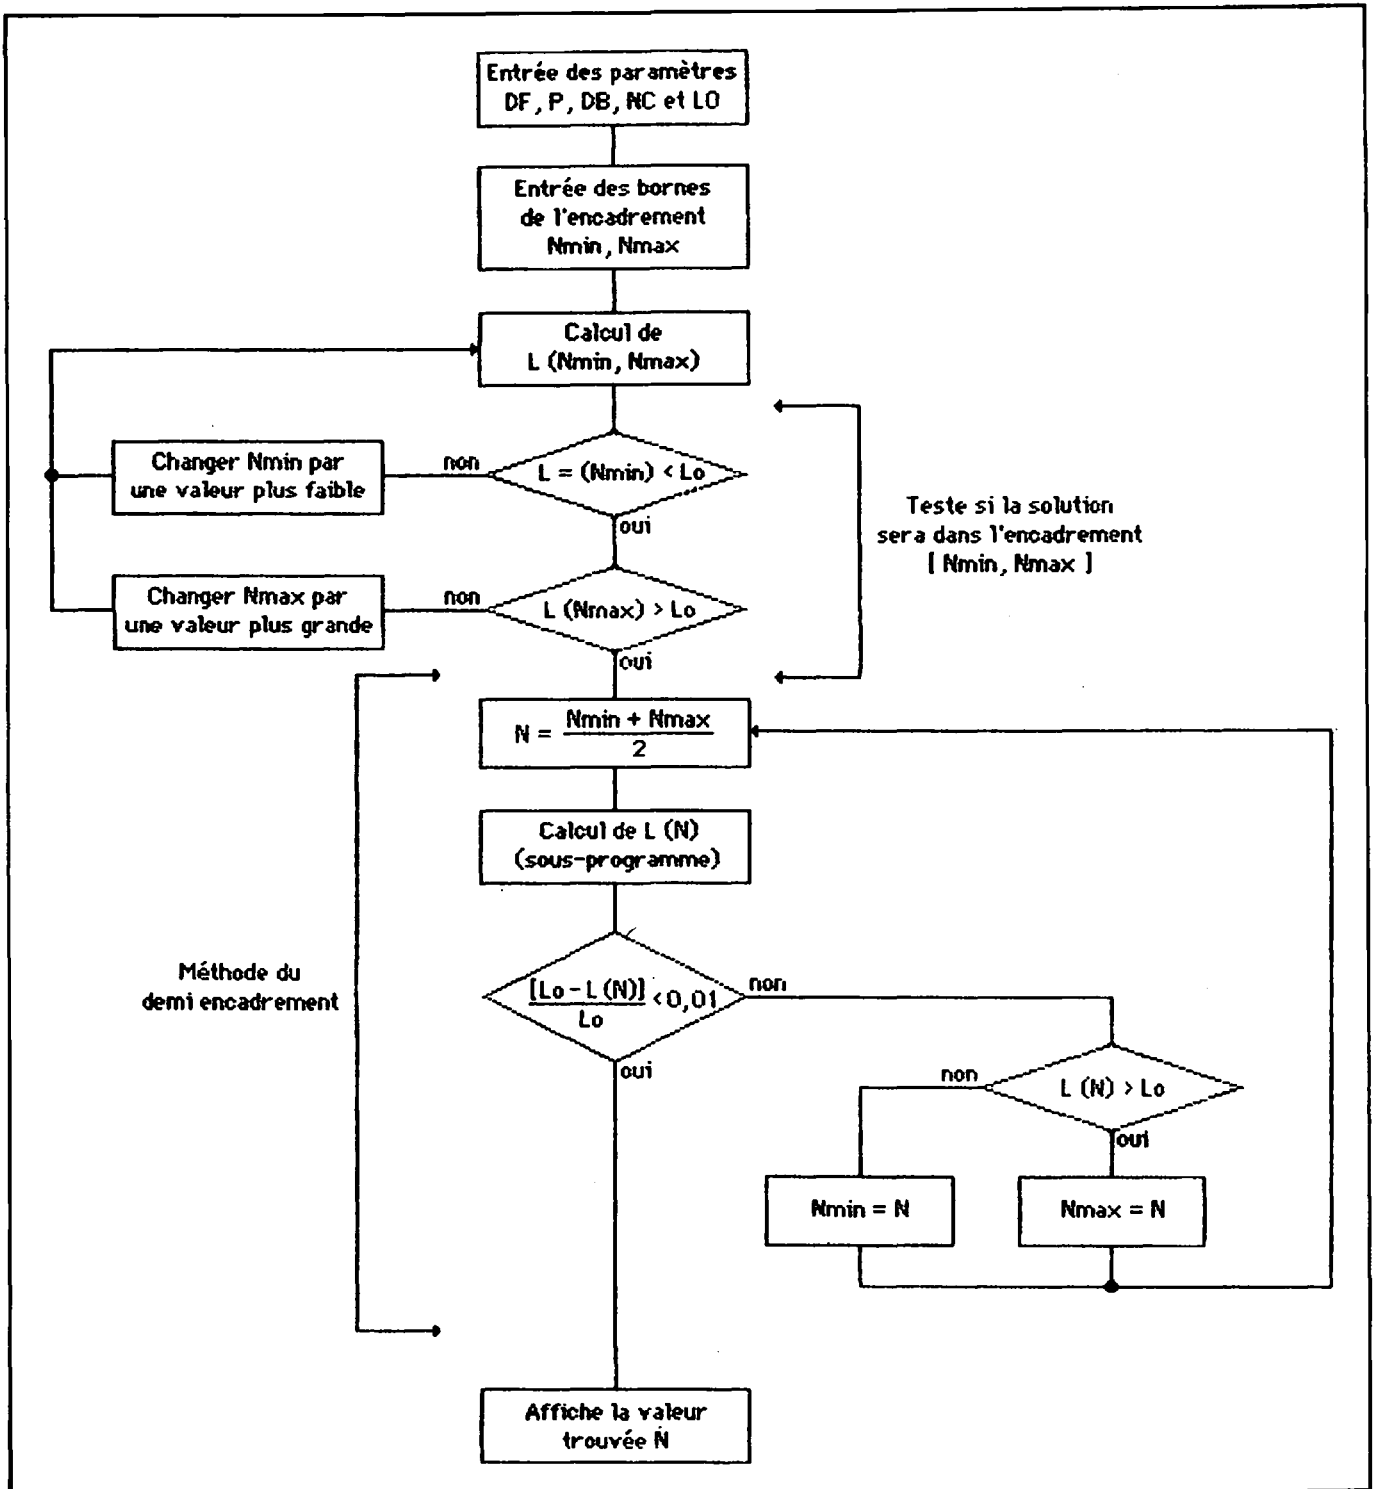 Entrée des paramètres
DF, P, DB, NC et LO
Entrée des bornes
de l'encadrement
Nmin, Nmax
Calcul de
L (Nmin, Nmax)
Changer Nmin par
une valeur plus faible
non
L = (Nmin) < Lo
oui
Teste si la solution
sera dans l'encadrement
[ Nmin, Nmax ]
Changer Nmax par
une valeur plus grande
non
L (Nmax) > Lo
oui
N = Nmin + Nmax
2
Calcul de L (N)
(sous-programme)
Méthode du
demi encadrement
[Lo - L (N)]
Lo
< 0,01
non
oui
non
L (N) > Lo
oui
Nmin = N
Nmax = N
Affiche la valeur
trouvée N